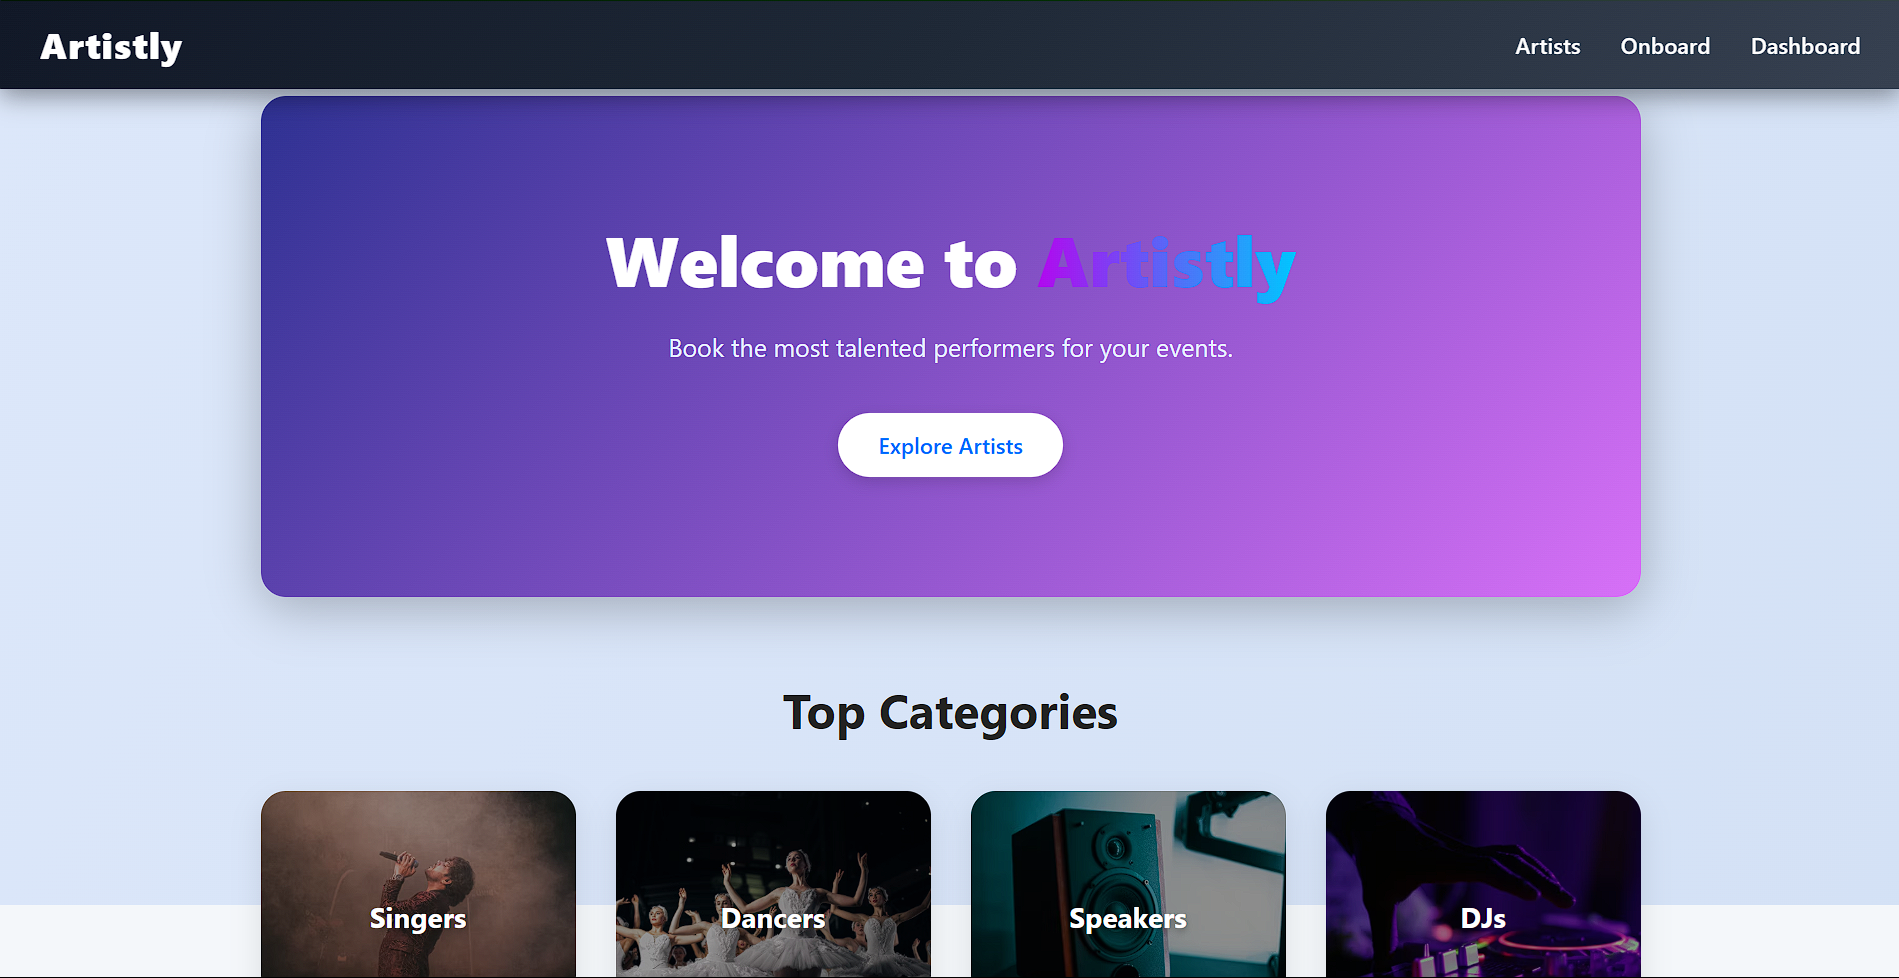 Artistly
Artists Onboard Dashboard
Welcome to Artistly
Book the most talented performers for your events.
Explore Artists
Top Categories
Singers Dancers Speakers DJs